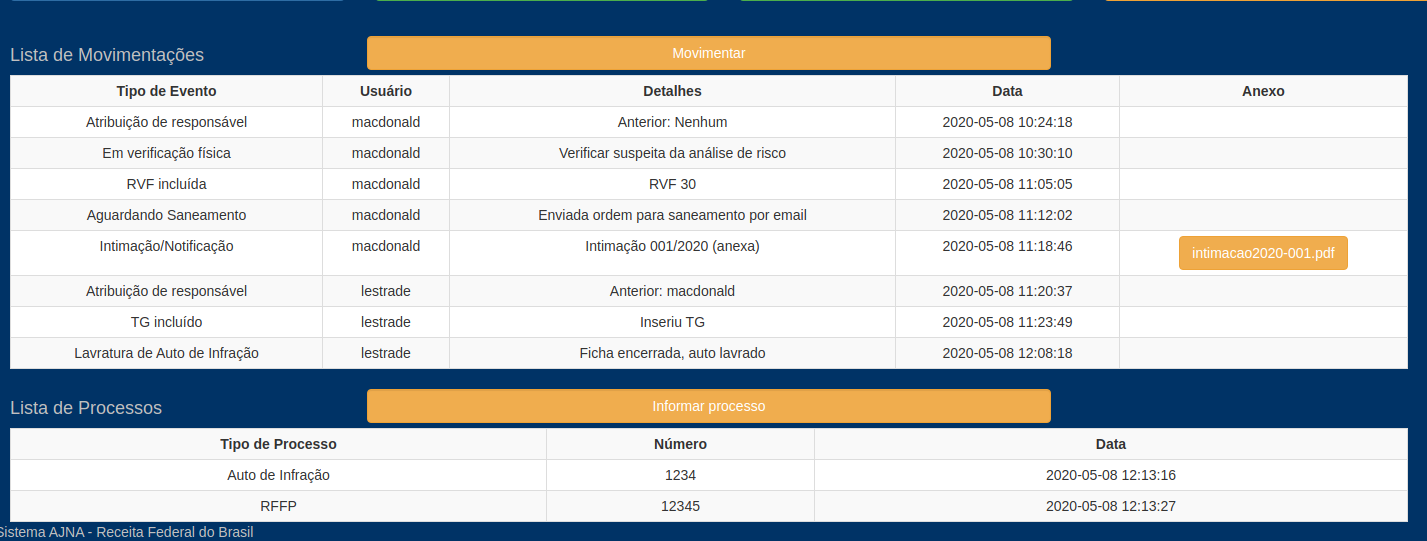 Lista de Movimentações
Movimentar
Tipo de Evento Usuário Detalhes Data Anexo
Atribuição de responsável macdonald Anterior: Nenhum 2020-05-08 10:24:18
Em verificação física macdonald Verificar suspeita da análise de risco 2020-05-08 10:30:10
RVF incluída macdonald RVF 30 2020-05-08 11:05:05
Aguardando Saneamento macdonald Enviada ordem para saneamento por email 2020-05-08 11:12:02
Intimação/Notificação macdonald Intimação 001/2020 (anexa) 2020-05-08 11:18:46 intimacao2020-001.pdf
Atribuição de responsável lestrade Anterior: macdonald 2020-05-08 11:20:37
TG incluído lestrade Inseriu TG 2020-05-08 11:23:49
Lavratura de Auto de Infração lestrade Ficha encerrada, auto lavrado 2020-05-08 12:08:18
Lista de Processos
Informar processo
Tipo de Processo Número Data
Auto de Infração 1234 2020-05-08 12:13:16
RFFP 12345 2020-05-08 12:13:27
Sistema AJNA - Receita Federal do Brasil